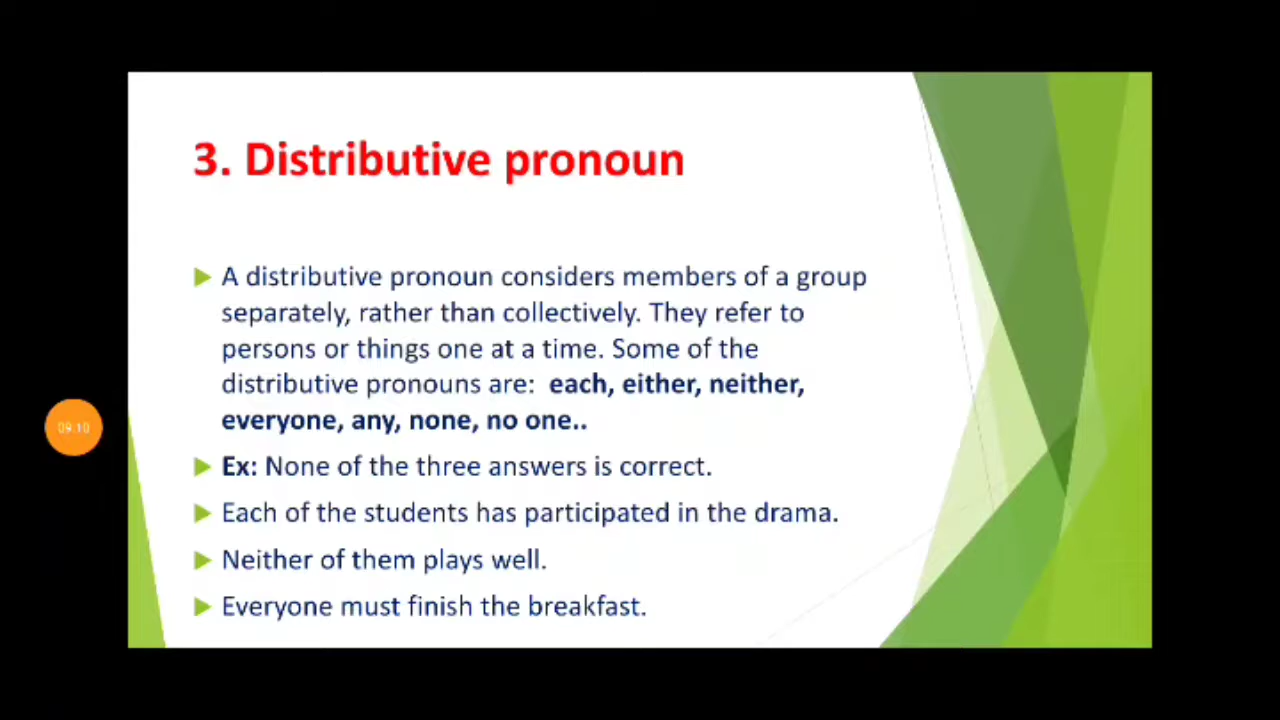 3. Distributive pronoun
A distributive pronoun considers members of a group
separately, rather than collectively. They refer to
persons or things one at a time. Some of the
distributive pronouns are: each, either, neither,
everyone, any, none, no one..
Ex: None of the three answers is correct.
Each of the students has participated in the drama.
Neither of them plays well.
Everyone must finish the breakfast.
09:10